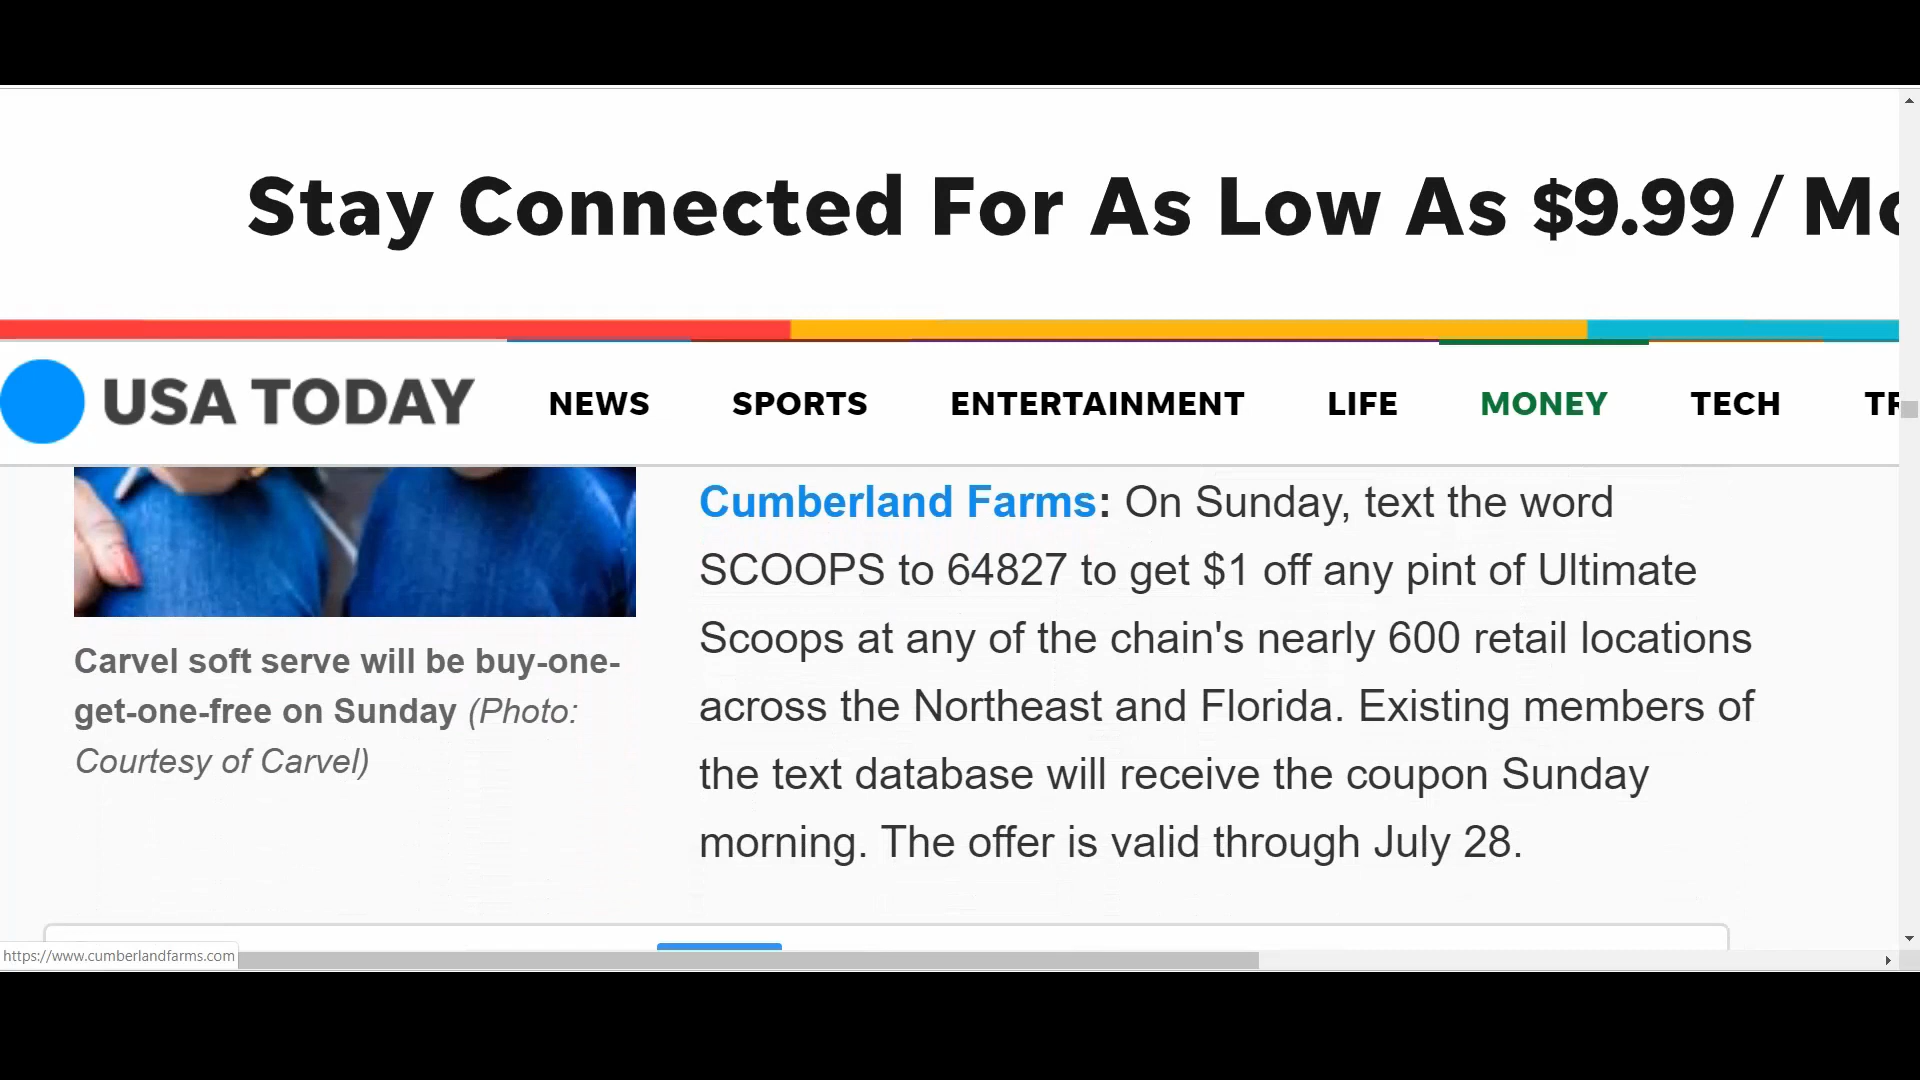 Stay Connected For As Low As $9.99 / Mo
USA TODAY
NEWS SPORTS ENTERTAINMENT LIFE MONEY TECH TR
Carvel soft serve will be buy-one-
get-one-free on Sunday (Photo:
Courtesy of Carvel)
Cumberland Farms: On Sunday, text the word
SCOOPS to 64827 to get $1 off any pint of Ultimate
Scoops at any of the chain's nearly 600 retail locations
across the Northeast and Florida. Existing members of
the text database will receive the coupon Sunday
morning. The offer is valid through July 28.
https://www.cumberlandfarms.com